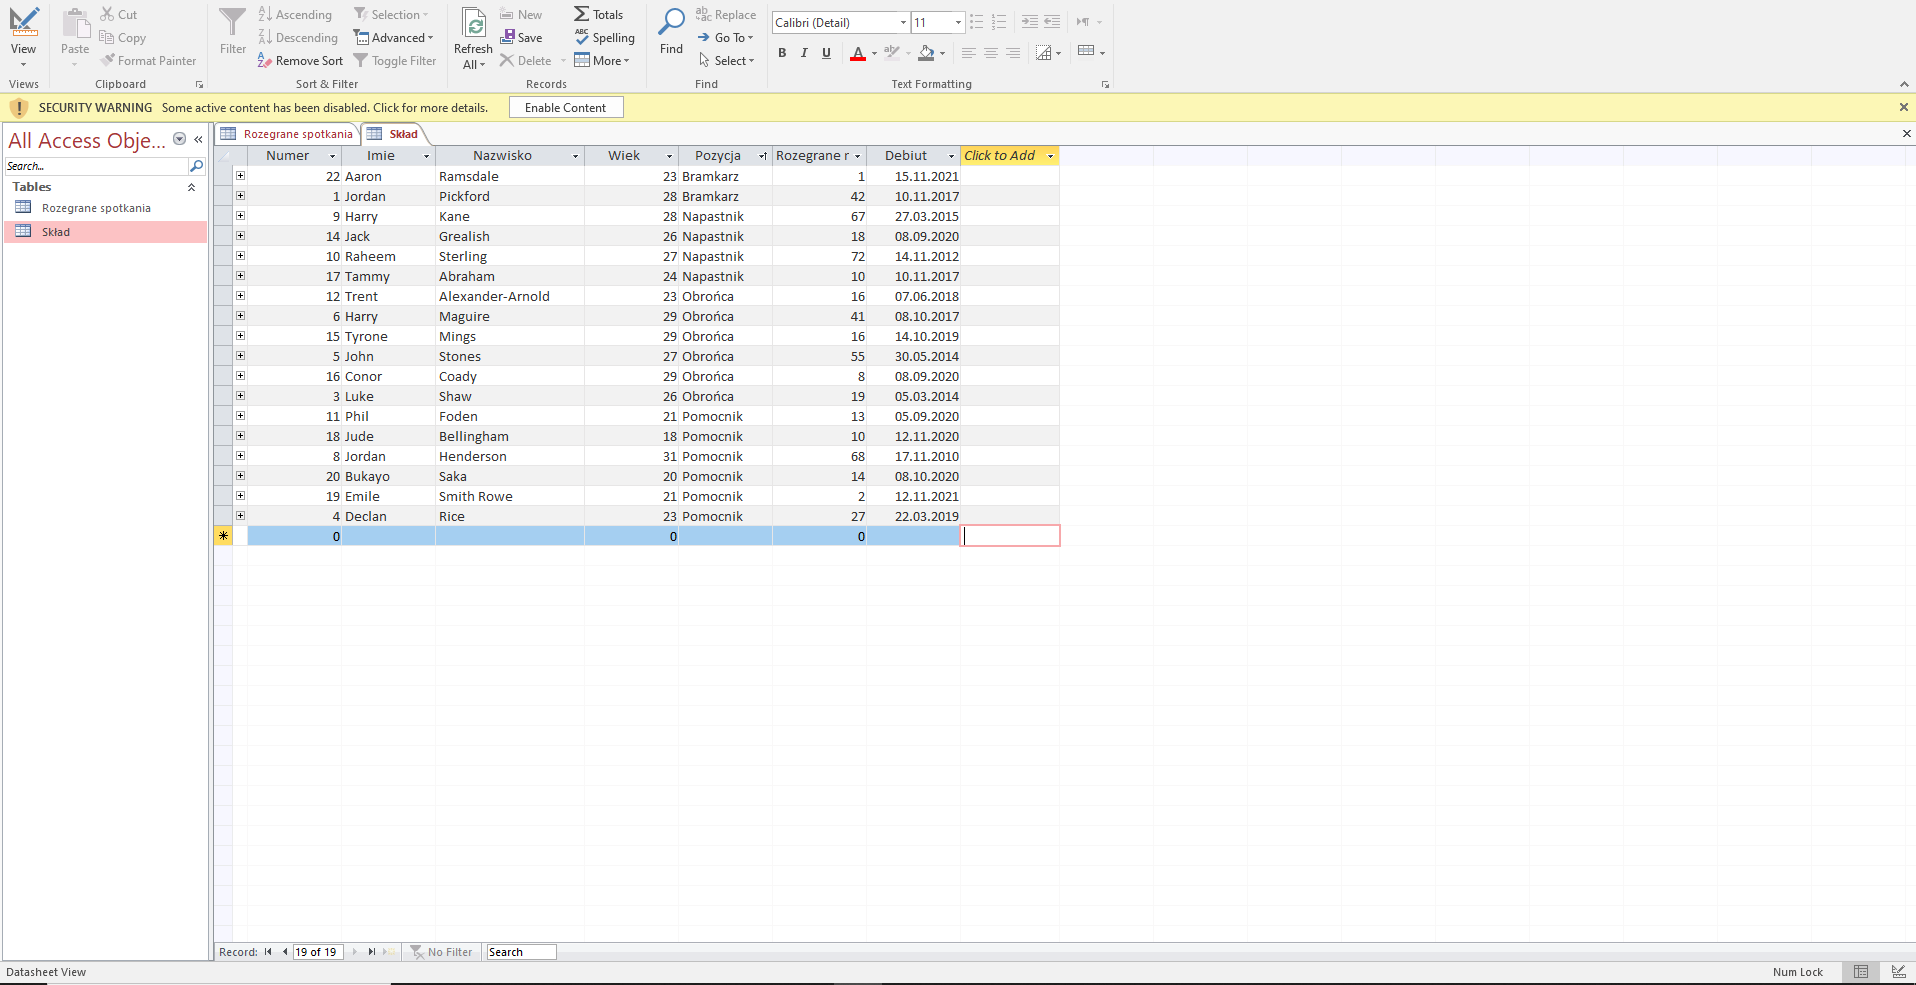 View
Views
Paste
Cut
Copy
Format Painter
Clipboard
Filter
Ascending
Descending
Remove Sort
Selection
Advanced
Toggle Filter
Sort & Filter
Refresh All
New
Save
Delete
Totals
Spelling
More
Records
Find
Replace
Go To
Select
Find
Calibri (Detail) 11
B I U
Text Formatting
SECURITY WARNING Some active content has been disabled. Click for more details. Enable Content
All Access Obje...
Search...
Tables
Rozegrane spotkania
Skład
Rozegrane spotkania Skład
Numer Imie Nazwisko Wiek Pozycja Rozegrane r Debiut Click to Add
22 Aaron Ramsdale 23 Bramkarz 1 15.11.2021
1 Jordan Pickford 28 Bramkarz 42 10.11.2017
9 Harry Kane 28 Napastnik 67 27.03.2015
14 Jack Grealish 26 Napastnik 18 08.09.2020
10 Raheem Sterling 27 Napastnik 72 14.11.2012
17 Tammy Abraham 24 Napastnik 10 10.11.2017
12 Trent Alexander-Arnold 23 Obrońca 16 07.06.2018
6 Harry Maguire 29 Obrońca 41 08.10.2017
15 Tyrone Mings 29 Obrońca 16 14.10.2019
5 John Stones 27 Obrońca 55 30.05.2014
16 Conor Coady 29 Obrońca 8 08.09.2020
3 Luke Shaw 26 Obrońca 19 05.03.2014
11 Phil Foden 21 Pomocnik 13 05.09.2020
18 Jude Bellingham 18 Pomocnik 10 12.11.2020
8 Jordan Henderson 31 Pomocnik 68 17.11.2010
20 Bukayo Saka 20 Pomocnik 14 08.10.2020
19 Emile Smith Rowe 21 Pomocnik 2 12.11.2021
4 Declan Rice 23 Pomocnik 27 22.03.2019
0 0 0
Record: 19 of 19 No Filter Search
Datasheet View Num Lock